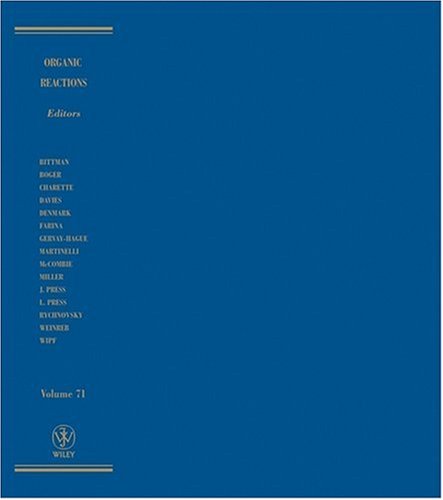 ORGANIC
REACTIONS
Editors
BITTMAN
BOGER
CHARETTE
DAVIES
DENMARK
FARINA
GERVAY-HAGUE
MARTINELLI
McCOMBIE
MILLER
J. PRESS
L. PRESS
RYCHNOVSKY
WEINREB
WIPF
Volume 71
WILEY